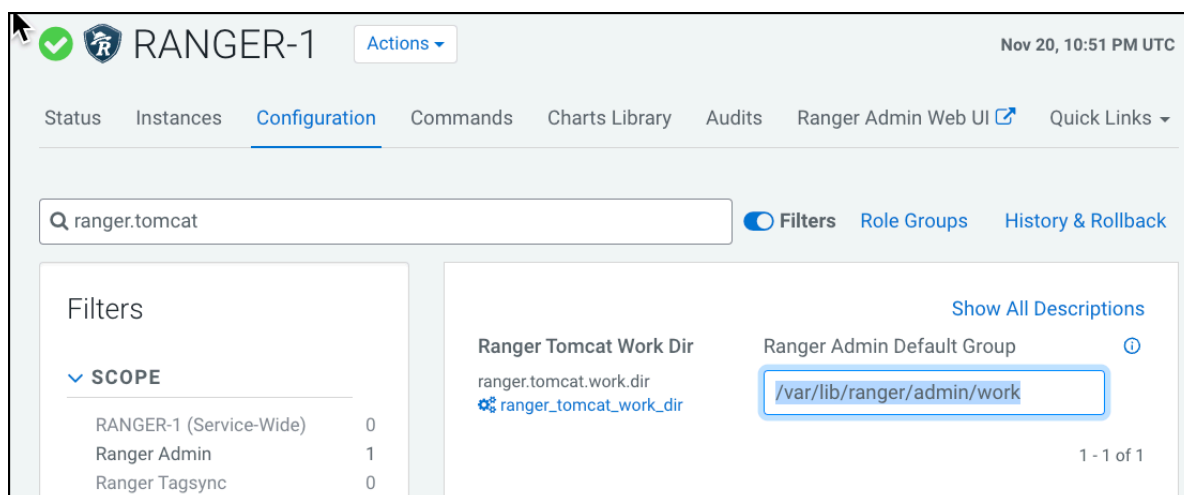 RANGER-1 Actions Nov 20, 10:51 PM UTC
Status Instances Configuration Commands Charts Library Audits Ranger Admin Web UI Quick Links
ranger.tomcat Filters Role Groups History & Rollback
Filters
Show All Descriptions
Ranger Tomcat Work Dir Ranger Admin Default Group
SCOPE
ranger.tomcat.work.dir /var/lib/ranger/admin/work
ranger_tomcat_work_dir
RANGER-1 (Service-Wide) 0
Ranger Admin 1
1 - 1 of 1
Ranger Tagsync 0